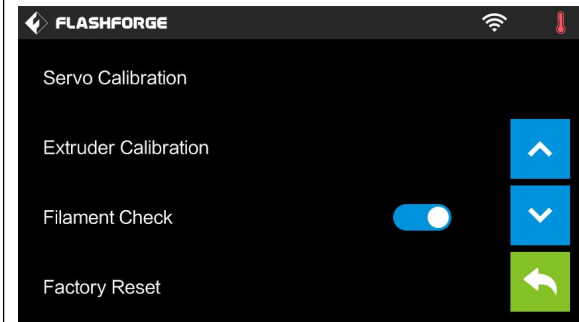 FLASHFORGE
Servo Calibration
Extruder Calibration
Filament Check
Factory Reset